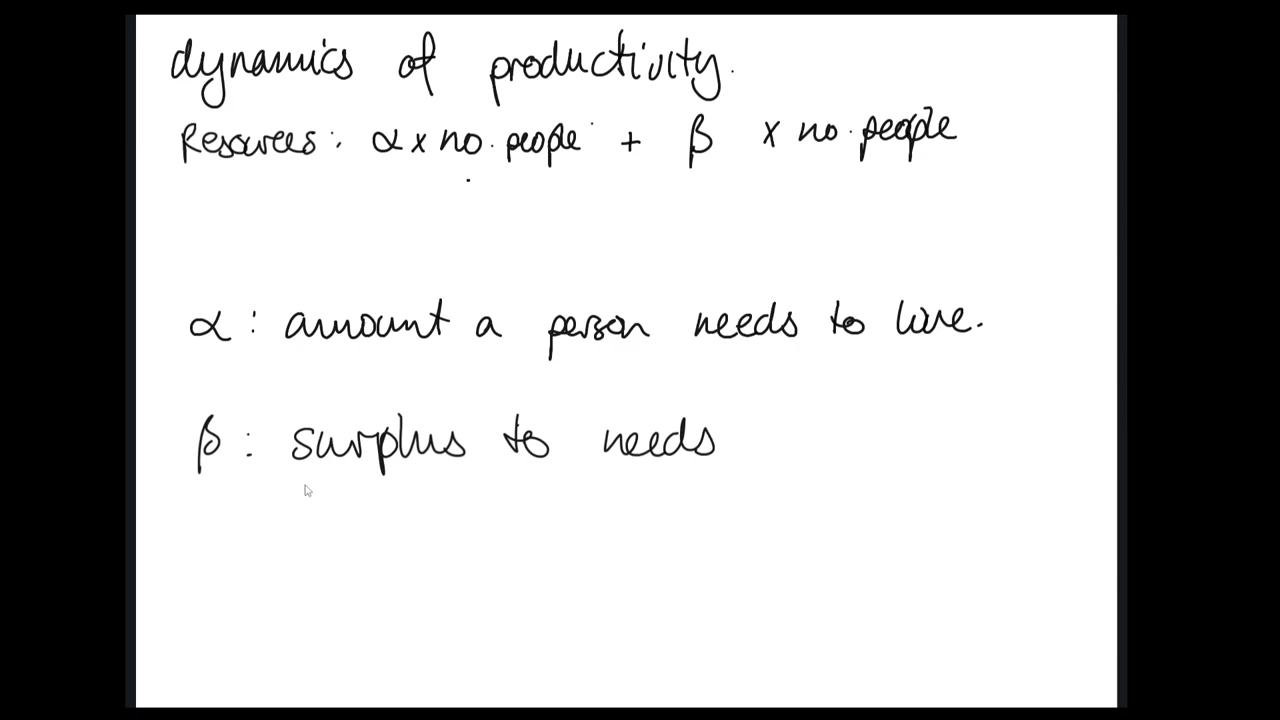 dynamics of productivity.
Resources: α x no. people + β x no. people
α : amount a person needs to live.
β : surplus to needs